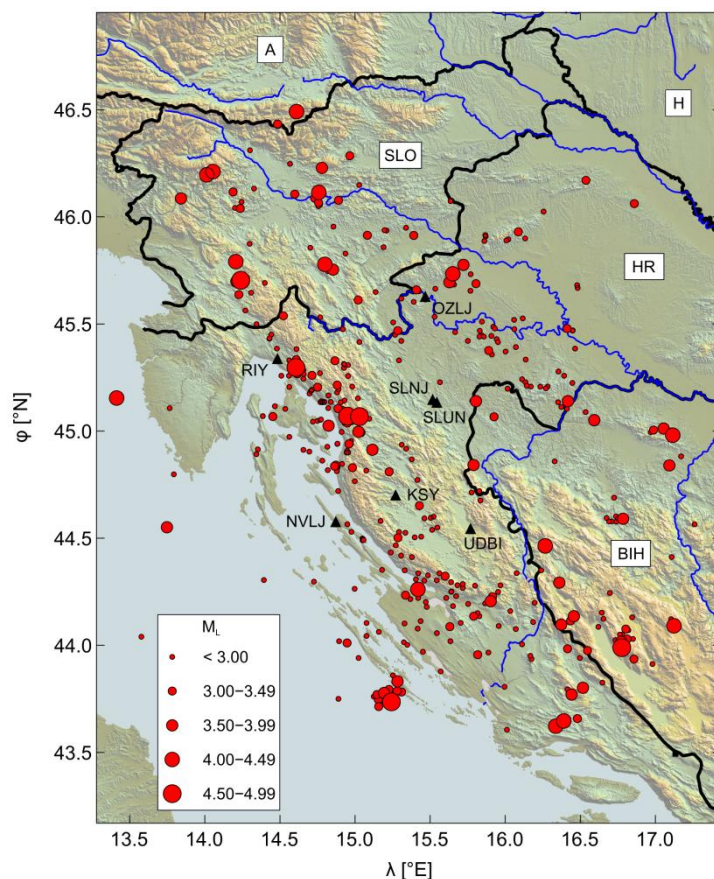 A
H
46.5
SLO
46.0
HR
45.5
OZLJ
RIY
SLNJ
SLUN
45.0
KSY
NVLJ
UDBI
44.5
BIH
44.0
43.5
φ [°N]
M_L
< 3.00
3.00−3.49
3.50−3.99
4.00−4.49
4.50−4.99
13.5 14.0 14.5 15.0 15.5 16.0 16.5 17.0
λ [°E]